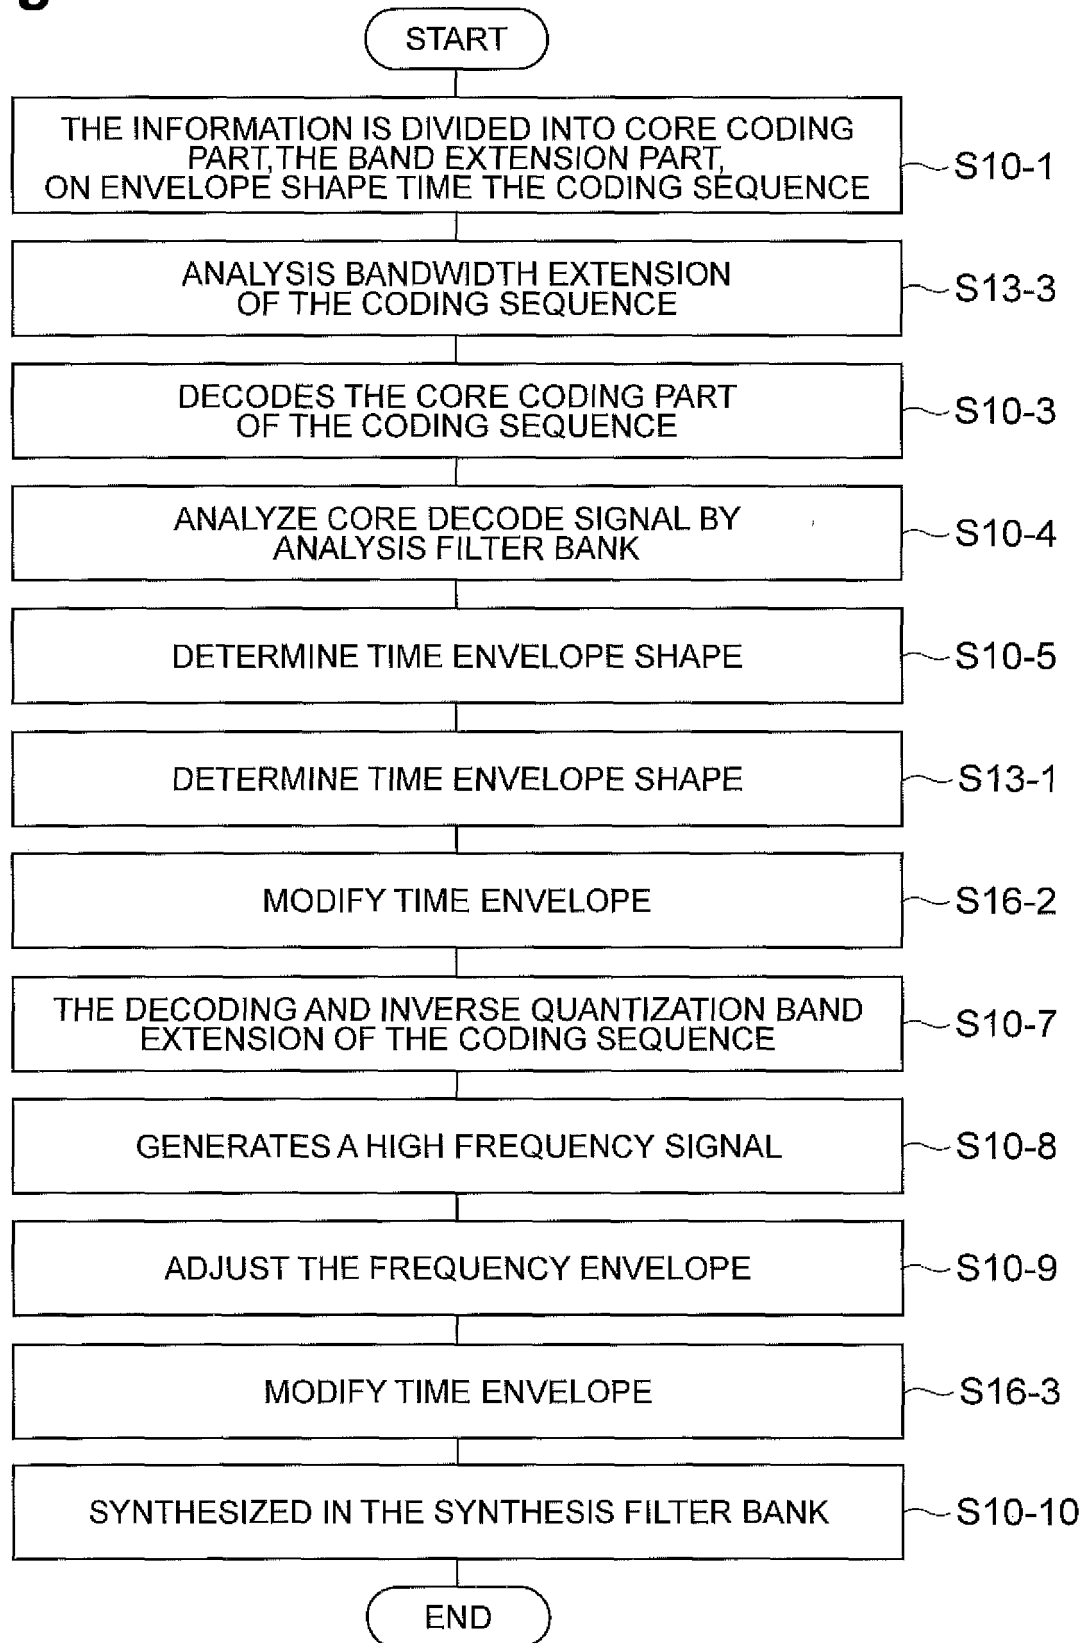 START
THE INFORMATION IS DIVIDED INTO CORE CODING
PART, THE BAND EXTENSION PART,
ON ENVELOPE SHAPE TIME THE CODING SEQUENCE
S10-1
ANALYSIS BANDWIDTH EXTENSION
OF THE CODING SEQUENCE
S13-3
DECODES THE CORE CODING PART
OF THE CODING SEQUENCE
S10-3
ANALYZE CORE DECODE SIGNAL BY
ANALYSIS FILTER BANK
S10-4
DETERMINE TIME ENVELOPE SHAPE
S10-5
DETERMINE TIME ENVELOPE SHAPE
S13-1
MODIFY TIME ENVELOPE
S16-2
THE DECODING AND INVERSE QUANTIZATION BAND
EXTENSION OF THE CODING SEQUENCE
S10-7
GENERATES A HIGH FREQUENCY SIGNAL
S10-8
ADJUST THE FREQUENCY ENVELOPE
S10-9
MODIFY TIME ENVELOPE
S16-3
SYNTHESIZED IN THE SYNTHESIS FILTER BANK
S10-10
END